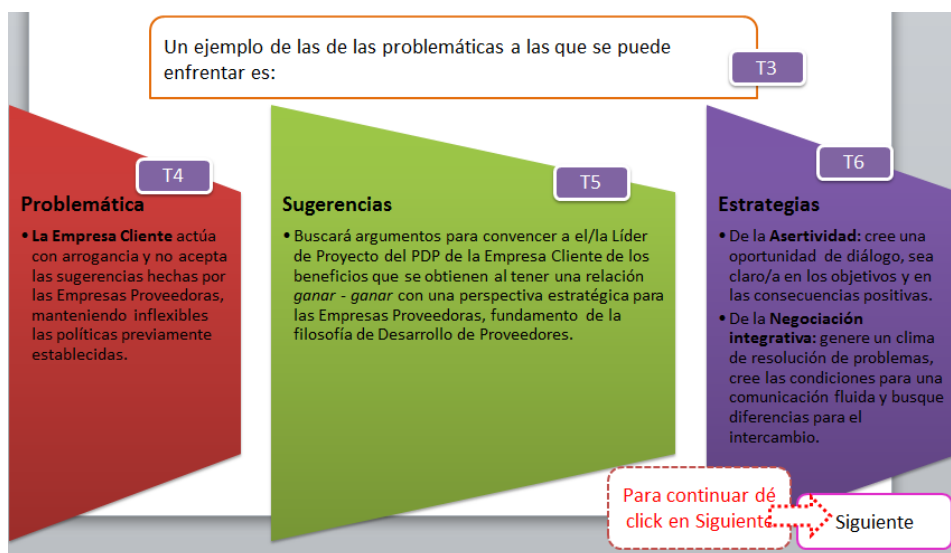 Un ejemplo de las de las problemáticas a las que se puede
enfrentar es:
T3
T4
Problemática
• La Empresa Cliente actúa
con arrogancia y no acepta
las sugerencias hechas por
las Empresas Proveedoras,
manteniendo inflexibles
las políticas previamente
establecidas.
T5
Sugerencias
• Buscará argumentos para convencer a el/la Líder
de Proyecto del PDP de la Empresa Cliente de los
beneficios que se obtienen al tener una relación
ganar - ganar con una perspectiva estratégica para
las Empresas Proveedoras, fundamento de la
filosofía de Desarrollo de Proveedores.
T6
Estrategias
• De la Asertividad: cree una
oportunidad de diálogo, sea
claro/a en los objetivos y en
las consecuencias positivas.
• De la Negociación
integrativa: genere un clima
de resolución de problemas,
cree las condiciones para una
comunicación fluida y busque
diferencias para el
intercambio.
Para continuar dé
click en Siguiente
Siguiente